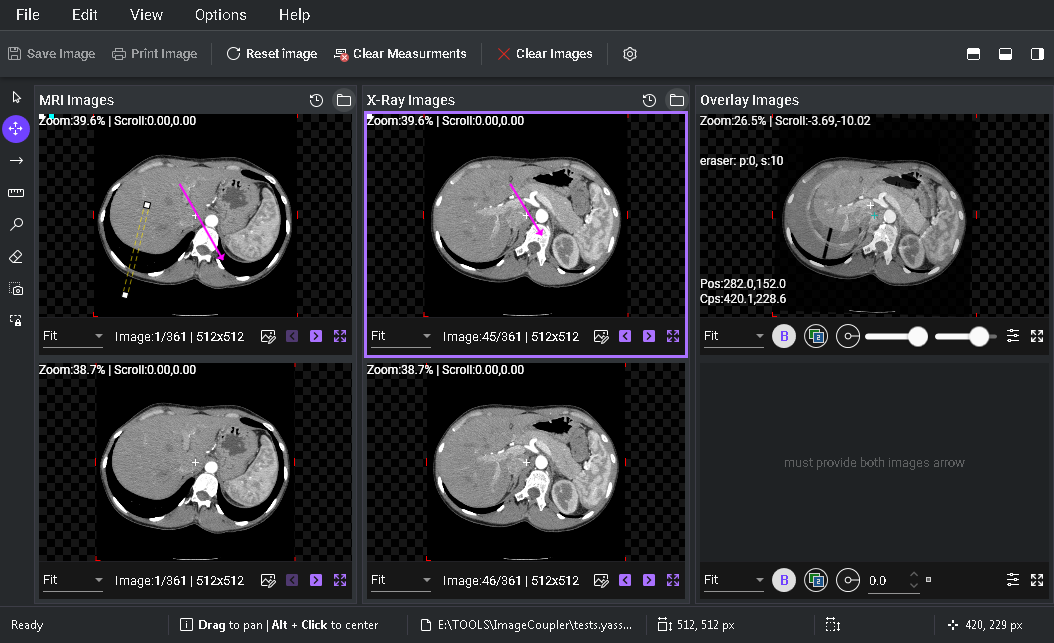 File Edit View Options Help
Save Image Print Image Reset image Clear Measurments Clear Images
MRI Images X-Ray Images Overlay Images
Zoom:39.6% | Scroll:0.00,0.00 Zoom:39.6% | Scroll:0.00,0.00 Zoom:26.5% | Scroll:-3.69,-10.02
eraser: p:0, s:10
Pos:282.0,152.0
Cps:420.1,228.6
Fit Image:1/361 | 512x512 Fit Image:45/361 | 512x512 Fit B 2
Zoom:38.7% | Scroll:0.00,0.00 Zoom:38.7% | Scroll:0.00,0.00
must provide both images arrow
Fit Image:1/361 | 512x512 Fit Image:46/361 | 512x512 Fit B 2 0.0
Ready Drag to pan | Alt + Click to center E:\TOOLS\ImageCoupler\tests.yass... 512, 512 px 420, 229 px